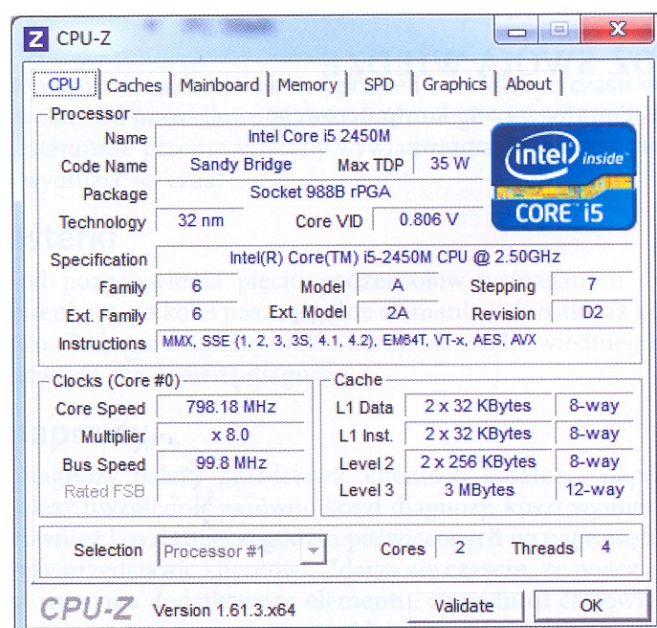 CPU-Z
CPU Caches Mainboard Memory SPD Graphics About
Processor
Name Intel Core i5 2450M
Code Name Sandy Bridge Max TDP 35 W
Package Socket 988B rPGA
Technology 32 nm Core VID 0.806 V
intel inside™
CORE™ i5
Specification Intel(R) Core(TM) i5-2450M CPU @ 2.50GHz
Family 6 Model A Stepping 7
Ext. Family 6 Ext. Model 2A Revision D2
Instructions MMX, SSE (1, 2, 3, 3S, 4.1, 4.2), EM64T, VT-x, AES, AVX
Clocks (Core #0)
Core Speed 798.18 MHz
Multiplier x 8.0
Bus Speed 99.8 MHz
Rated FSB
Cache
L1 Data 2 x 32 KBytes 8-way
L1 Inst. 2 x 32 KBytes 8-way
Level 2 2 x 256 KBytes 8-way
Level 3 3 MBytes 12-way
Selection Processor #1 Cores 2 Threads 4
CPU-Z Version 1.61.3.x64 Validate OK